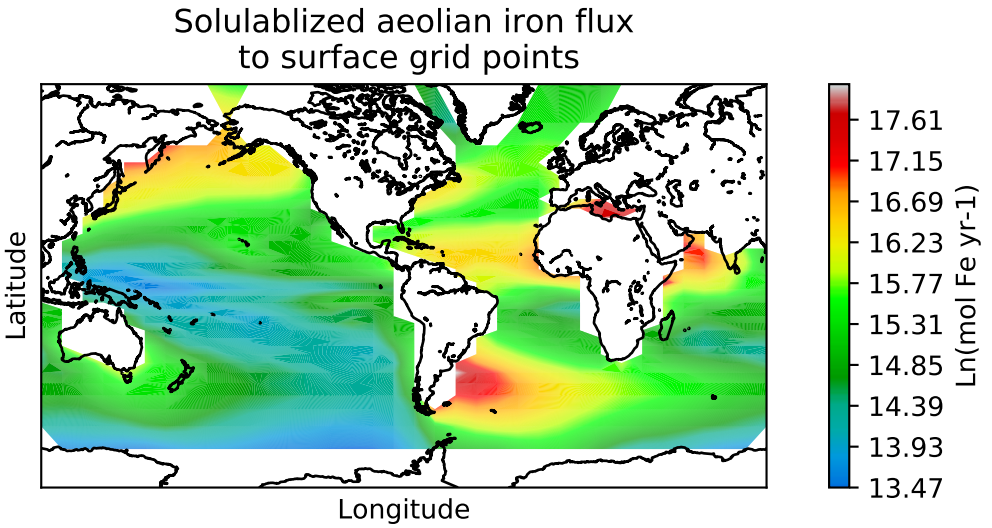 Solulablized aeolian iron flux
to surface grid points
Latitude
Longitude
17.61
17.15
16.69
16.23
15.77
15.31
14.85
14.39
13.93
13.47
Ln(mol Fe yr-1)